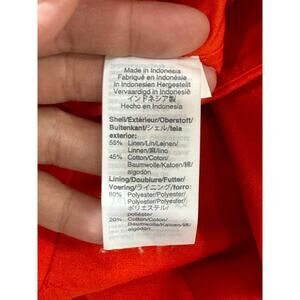 Made in Indonesia
Fabriqué en Indonésie
in Indonesien Hergestellt
Vervaardigd in Indonesië
インドネシア製
Hecho en Indonesia
Shell/Extérieur/Oberstoff/
Buitenkant/シェル/tela
exterior:
55% Linen/Lin/Leinen/
Linnen/麻/lino
45% Cotton/Coton/
Baumwolle/Katoen/綿/
algodón
Lining/Doublure/Futter/
Voering/ライニング/forro:
80% Polyester/Polyester/
Polyester/Polyester/
ポリエステル/
poliéster
20% Cotton/Coton/
Baumwolle/Katoen/綿/
algodón